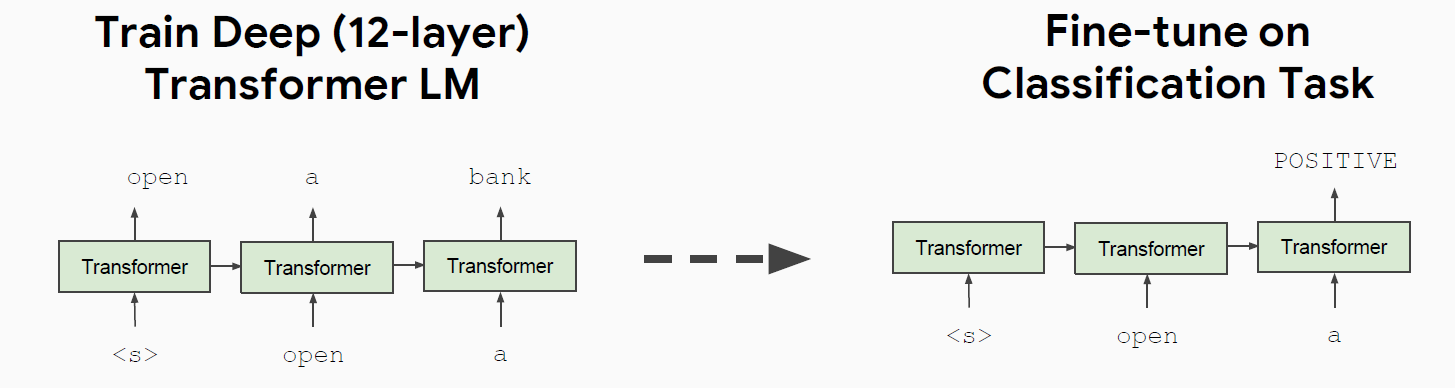 Train Deep (12-layer)
Transformer LM
open a bank
Transformer Transformer Transformer
<s> open a
Fine-tune on
Classification Task
POSITIVE
Transformer Transformer Transformer
<s> open a